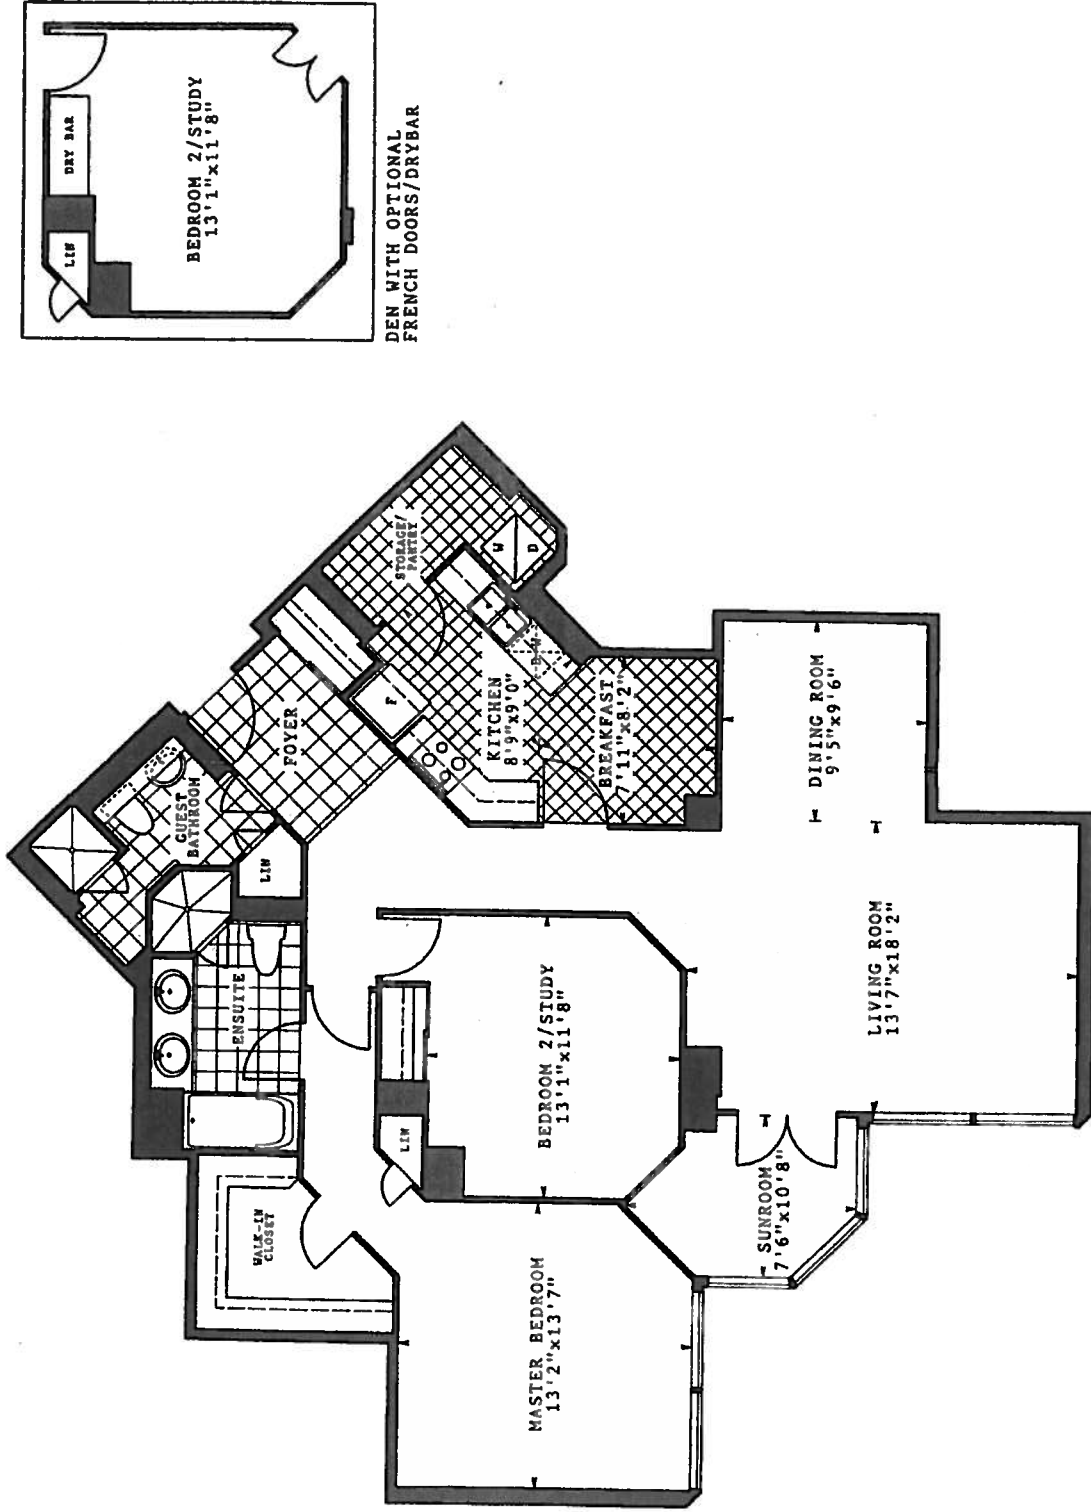 DRY BAR
LIN
BEDROOM 2/STUDY
13'1"x11'8"
DEN WITH OPTIONAL
FRENCH DOORS/DRYBAR
STORAGE/
PANTRY
W
D
FOYER
F
KITCHEN
8'9"x9'0"
D.W
BREAKFAST
7'11"x8'2"
GUEST
BATHROOM
LIN
ENSUITE
DINING ROOM
9'5"x9'6"
LIVING ROOM
13'7"x18'2"
BEDROOM 2/STUDY
13'1"x11'8"
LIN
WALK-IN
CLOSET
SUNROOM
7'6"x10'8"
MASTER BEDROOM
13'2"x13'7"